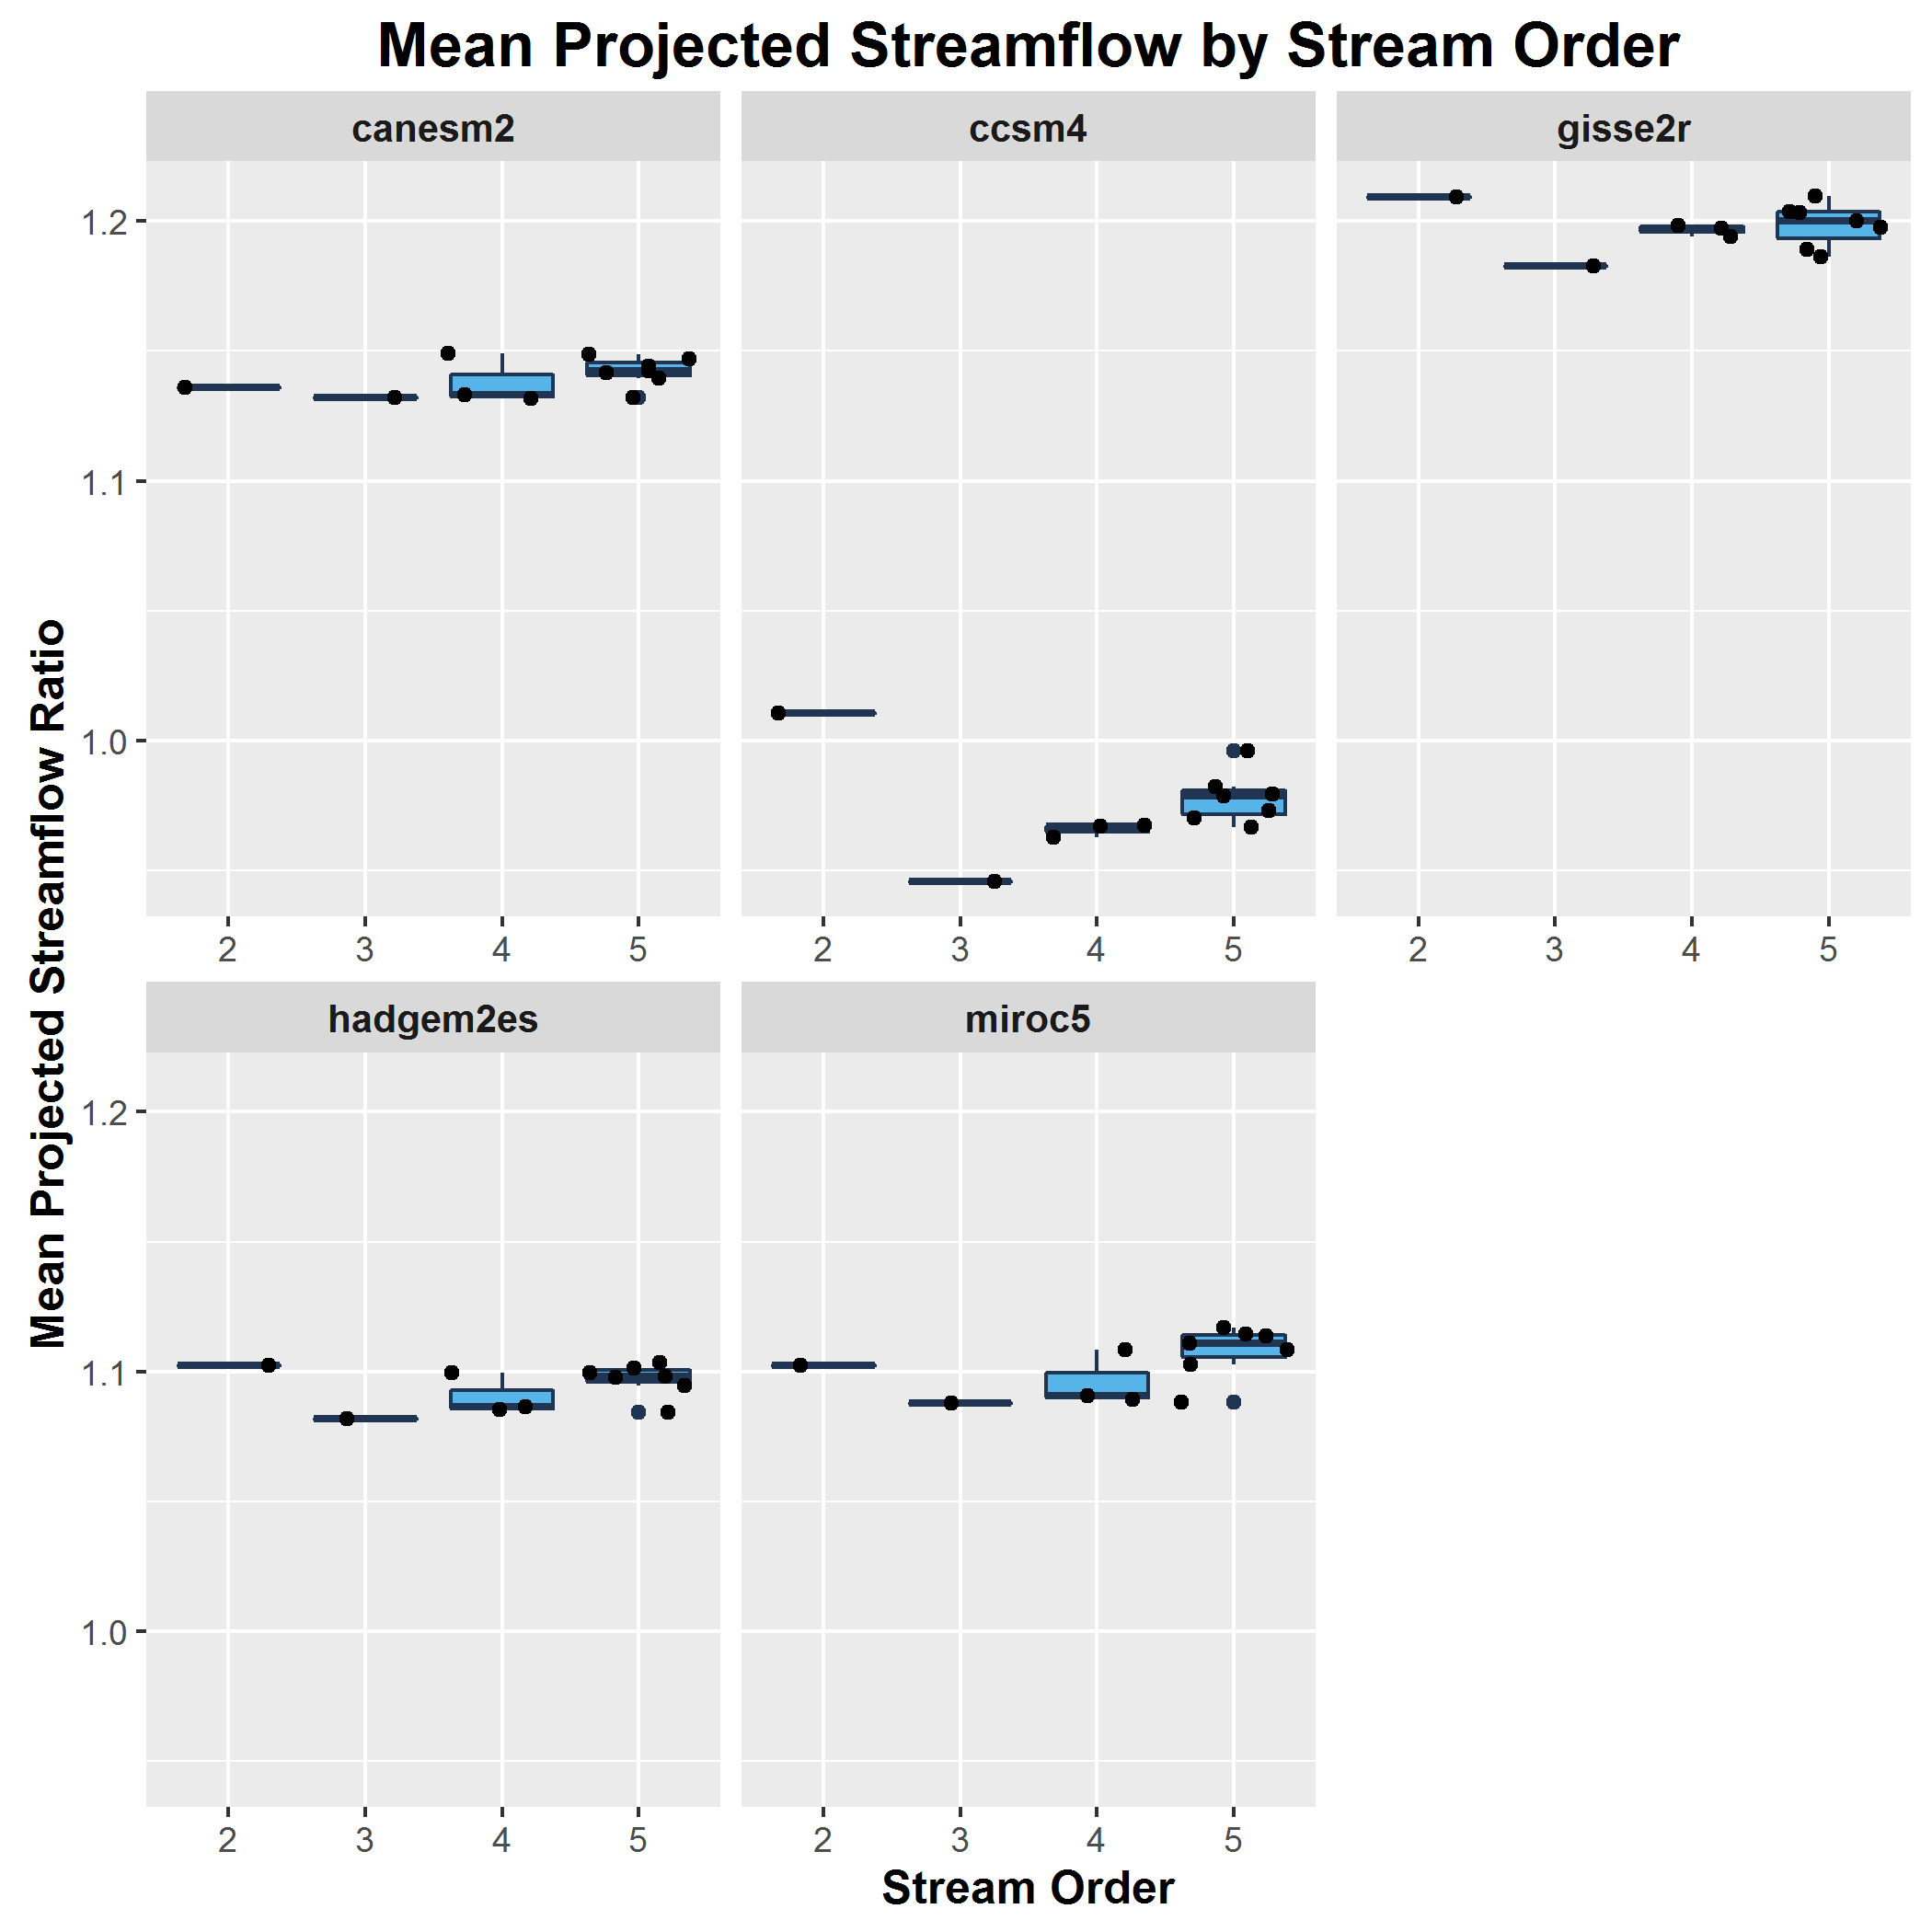 Mean Projected Streamflow by Stream Order
canesm2
ccsm4
gisse2r
1.2
1.1
1.0
2 3 4 5
2 3 4 5
2 3 4 5
Mean Projected Streamflow Ratio
hadgem2es
miroc5
1.2
1.1
1.0
2 3 4 5
2 3 4 5
Stream Order